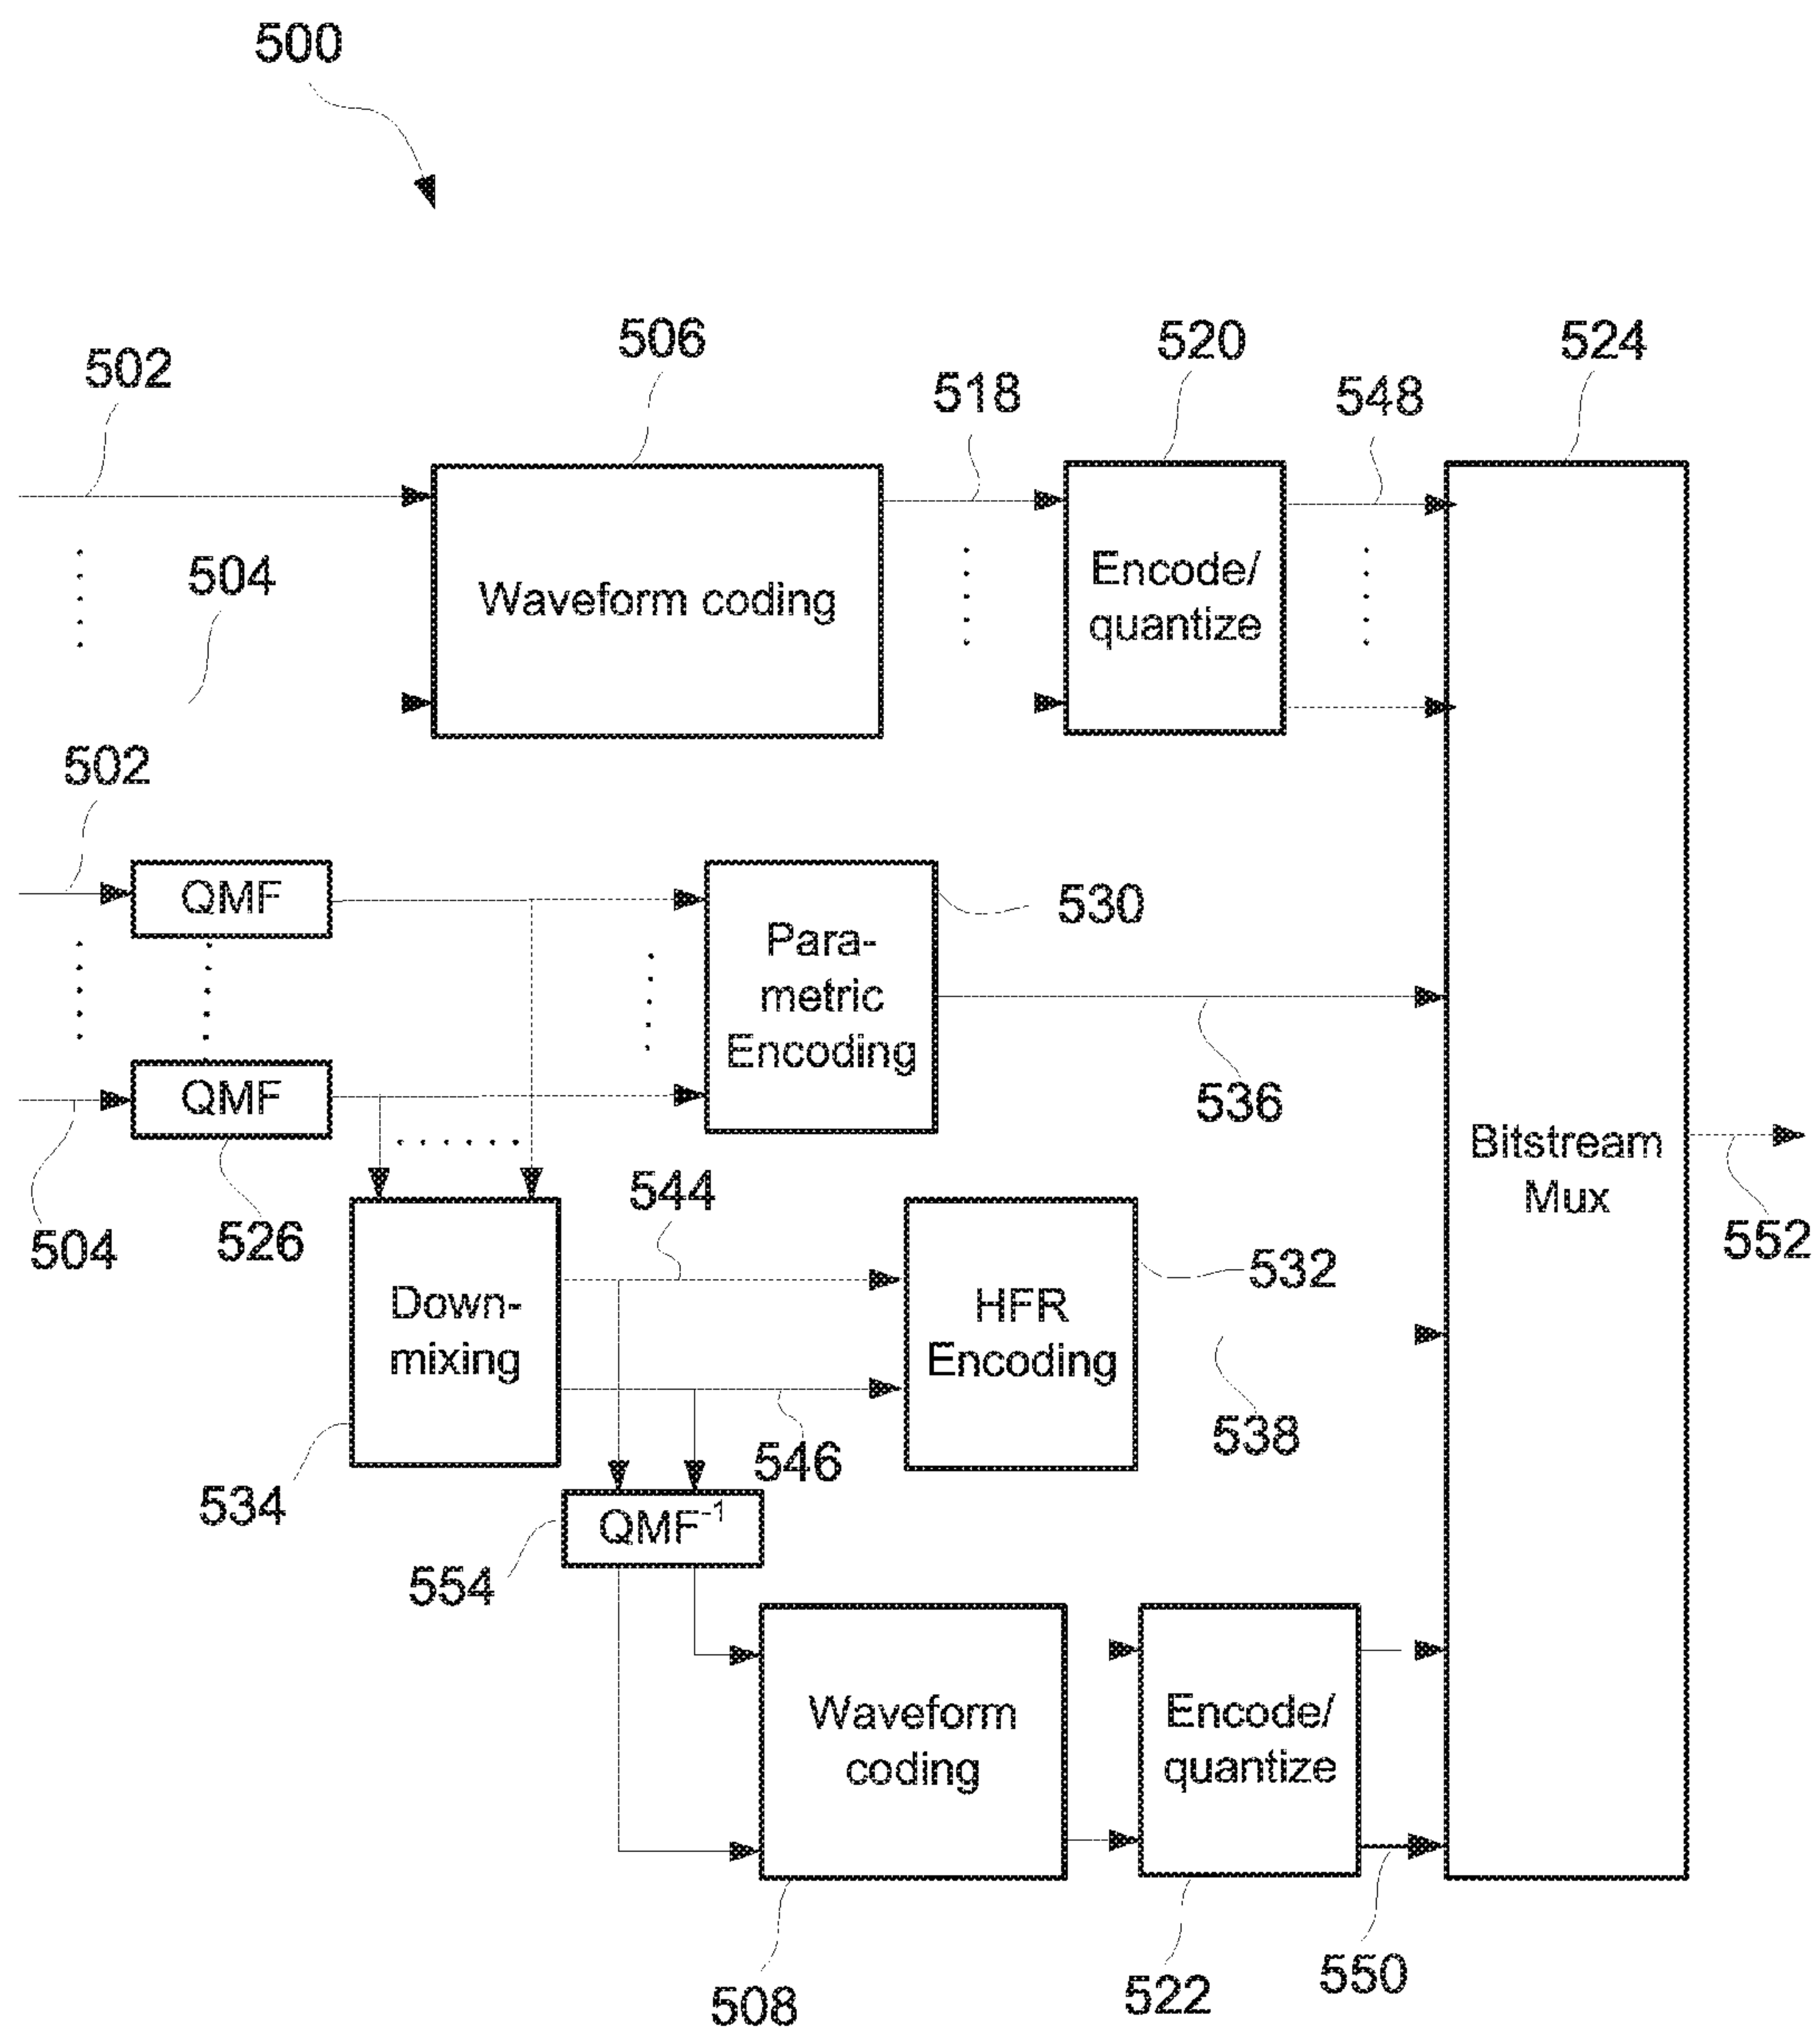 500
506
520
524
502
518
548
504
Waveform coding
Encode/
quantize
502
QMF
530
Para-
metric
Encoding
QMF
536
Bitstream
Mux
504
526
544
552
532
Down-
mixing
HFR
Encoding
538
546
534
QMF-1
554
Waveform
coding
Encode/
quantize
508
522
550